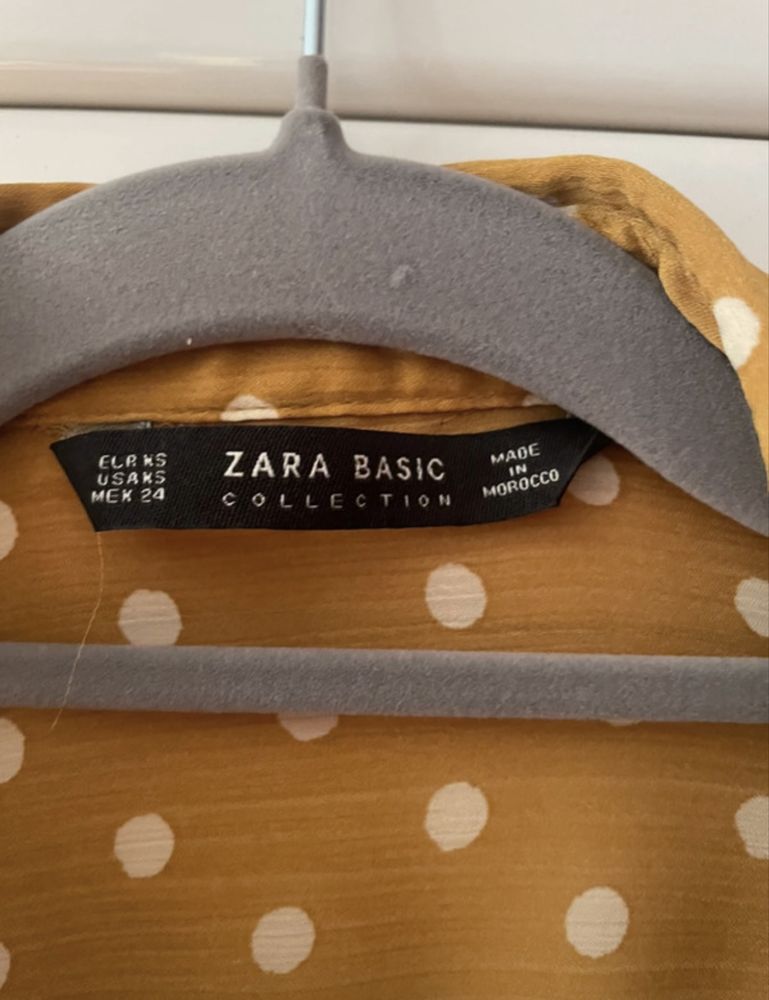 EUR XS
USA XS
MEX 24
ZARA BASIC
COLLECTION
MADE
IN
MOROCCO